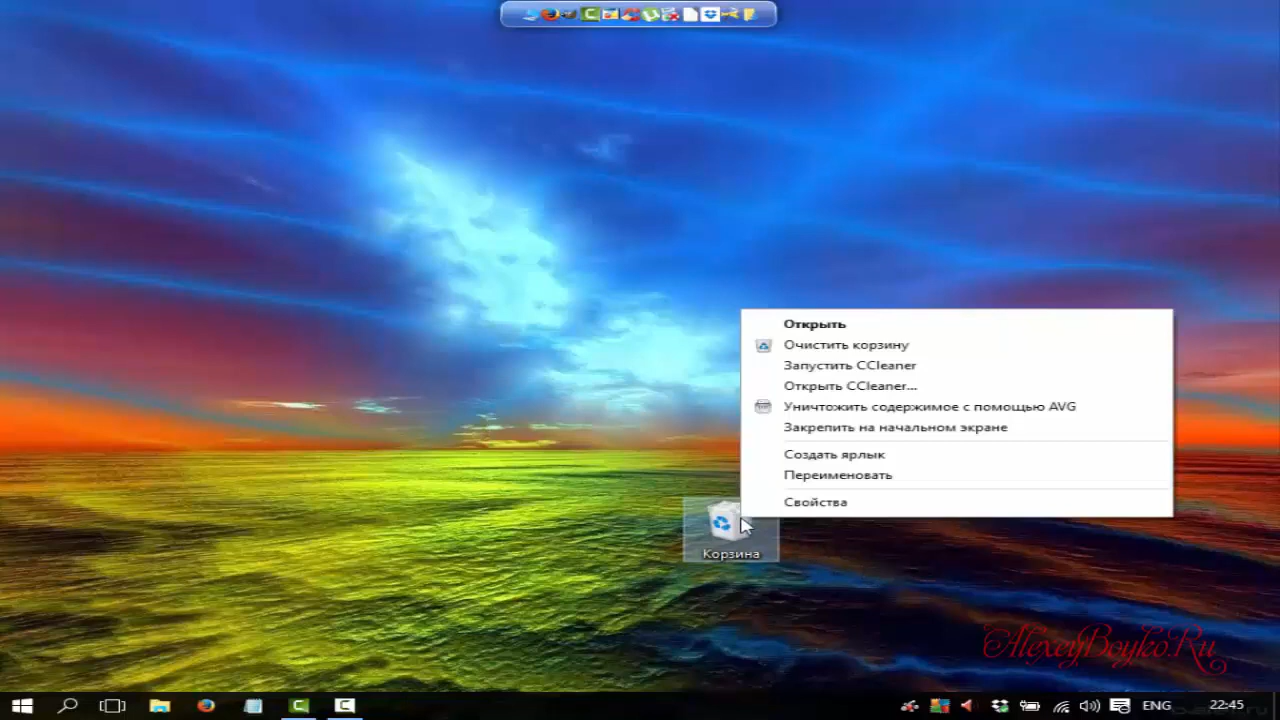 Открыть
Очистить корзину
Запустить CCleaner
Открыть CCleaner...
Уничтожить содержимое с помощью AVG
Закрепить на начальном экране
Создать ярлык
Переименовать
Свойства
Корзина
AlexeyBoyko.Ru
ENG 22:45